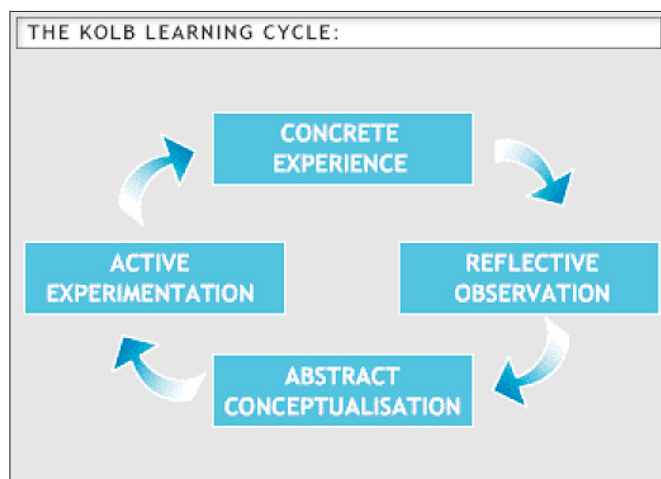 THE KOLB LEARNING CYCLE:
CONCRETE
EXPERIENCE
REFLECTIVE
OBSERVATION
ABSTRACT
CONCEPTUALISATION
ACTIVE
EXPERIMENTATION